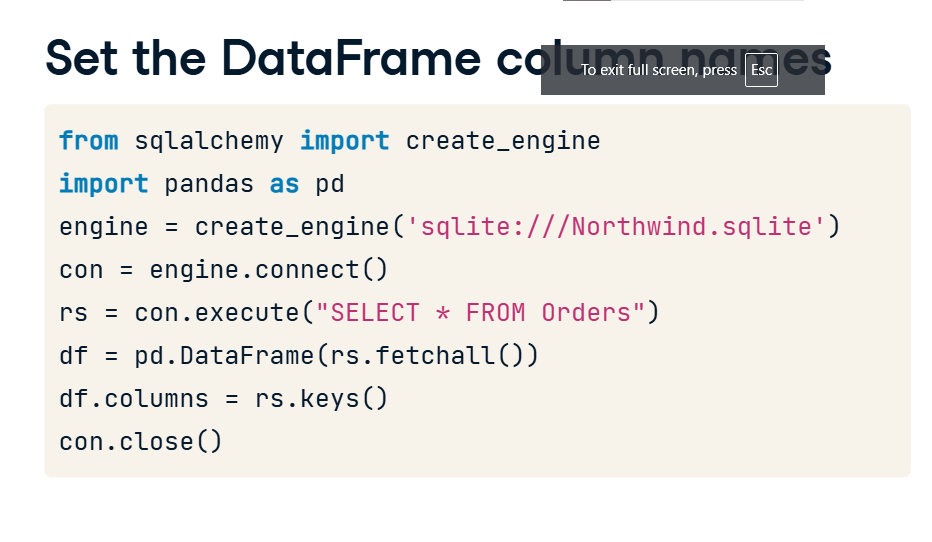 Set the DataFrame column names
To exit full screen, press Esc
from sqlalchemy import create_engine
import pandas as pd
engine = create_engine('sqlite:///Northwind.sqlite')
con = engine.connect()
rs = con.execute("SELECT * FROM Orders")
df = pd.DataFrame(rs.fetchall())
df.columns = rs.keys()
con.close()